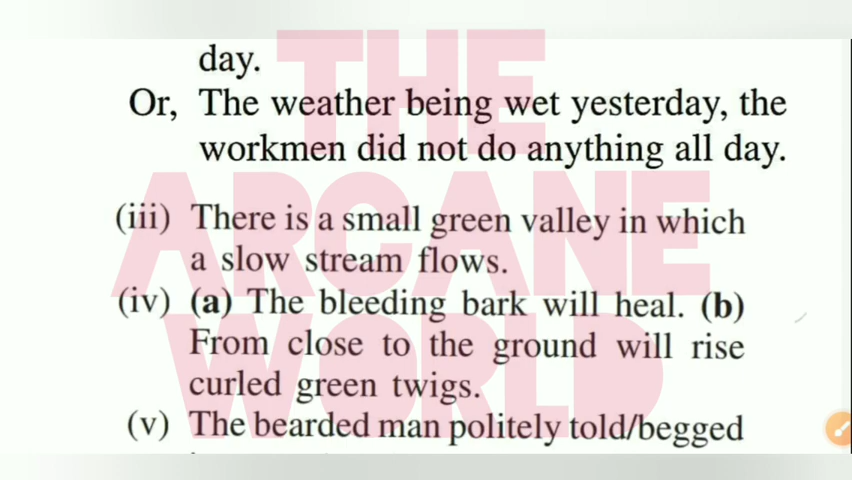 day.
Or, The weather being wet yesterday, the
workmen did not do anything all day.
(iii) There is a small green valley in which
a slow stream flows.
(iv) (a) The bleeding bark will heal. (b)
From close to the ground will rise
curled green twigs.
(v) The bearded man politely told/begged
THE
ARCANE
WORLD